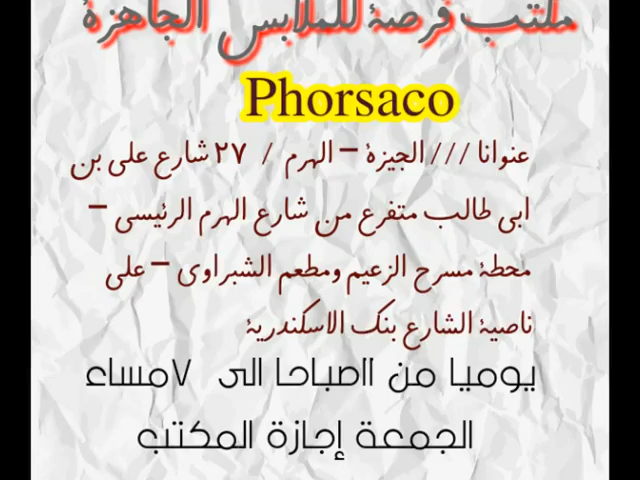 مكتب فرصة للملابس الجاهزة
Phorsaco
عنوانا /// الجيزة – الهرم / ٢٧ شارع على بن
ابى طالب متفرع من شارع الهرم الرئيسى –
محطة مسرح الزعيم ومطعم الشبراوى – على
ناصية الشارع بنك الاسكندرية
يوميا من ١١صباحا الى ٧مساء
الجمعة إجازة المكتب